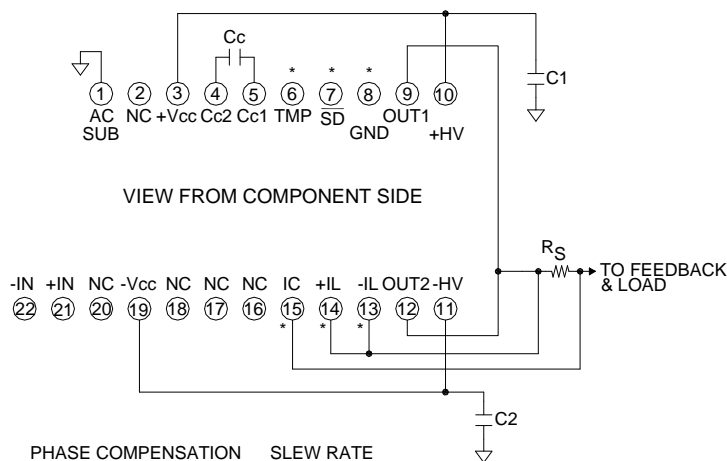 Cc
C1
* * *
1 2 3 4 5 6 7 8 9 10
AC SUB NC +Vcc Cc2 Cc1 TMP SD GND OUT1 +HV
VIEW FROM COMPONENT SIDE
RS
TO FEEDBACK
& LOAD
-IN +IN NC -Vcc NC NC NC IC +IL -IL OUT2 -HV
22 21 20 19 18 17 16 15 14 13 12 11
* * *
C2
PHASE COMPENSATION SLEW RATE